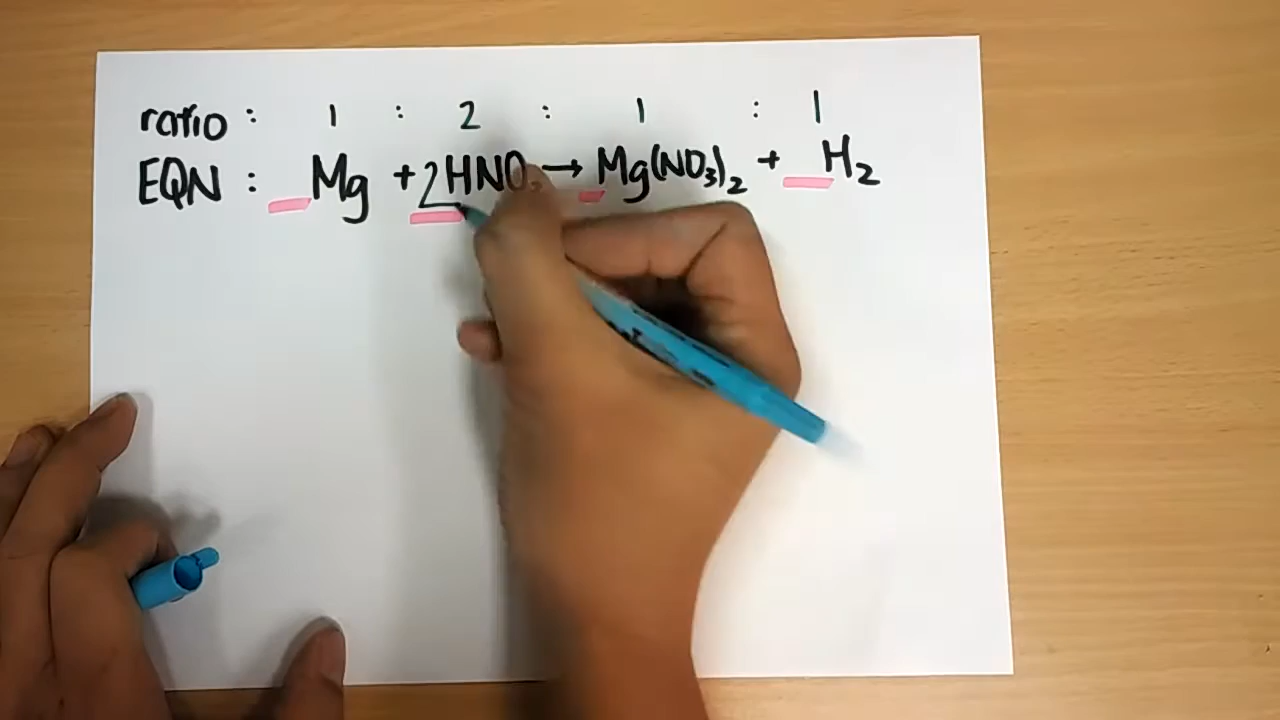 ratio : 1 : 2 : 1 : 1
EQN : Mg + 2HNO₃ → Mg(NO₃)₂ + H₂